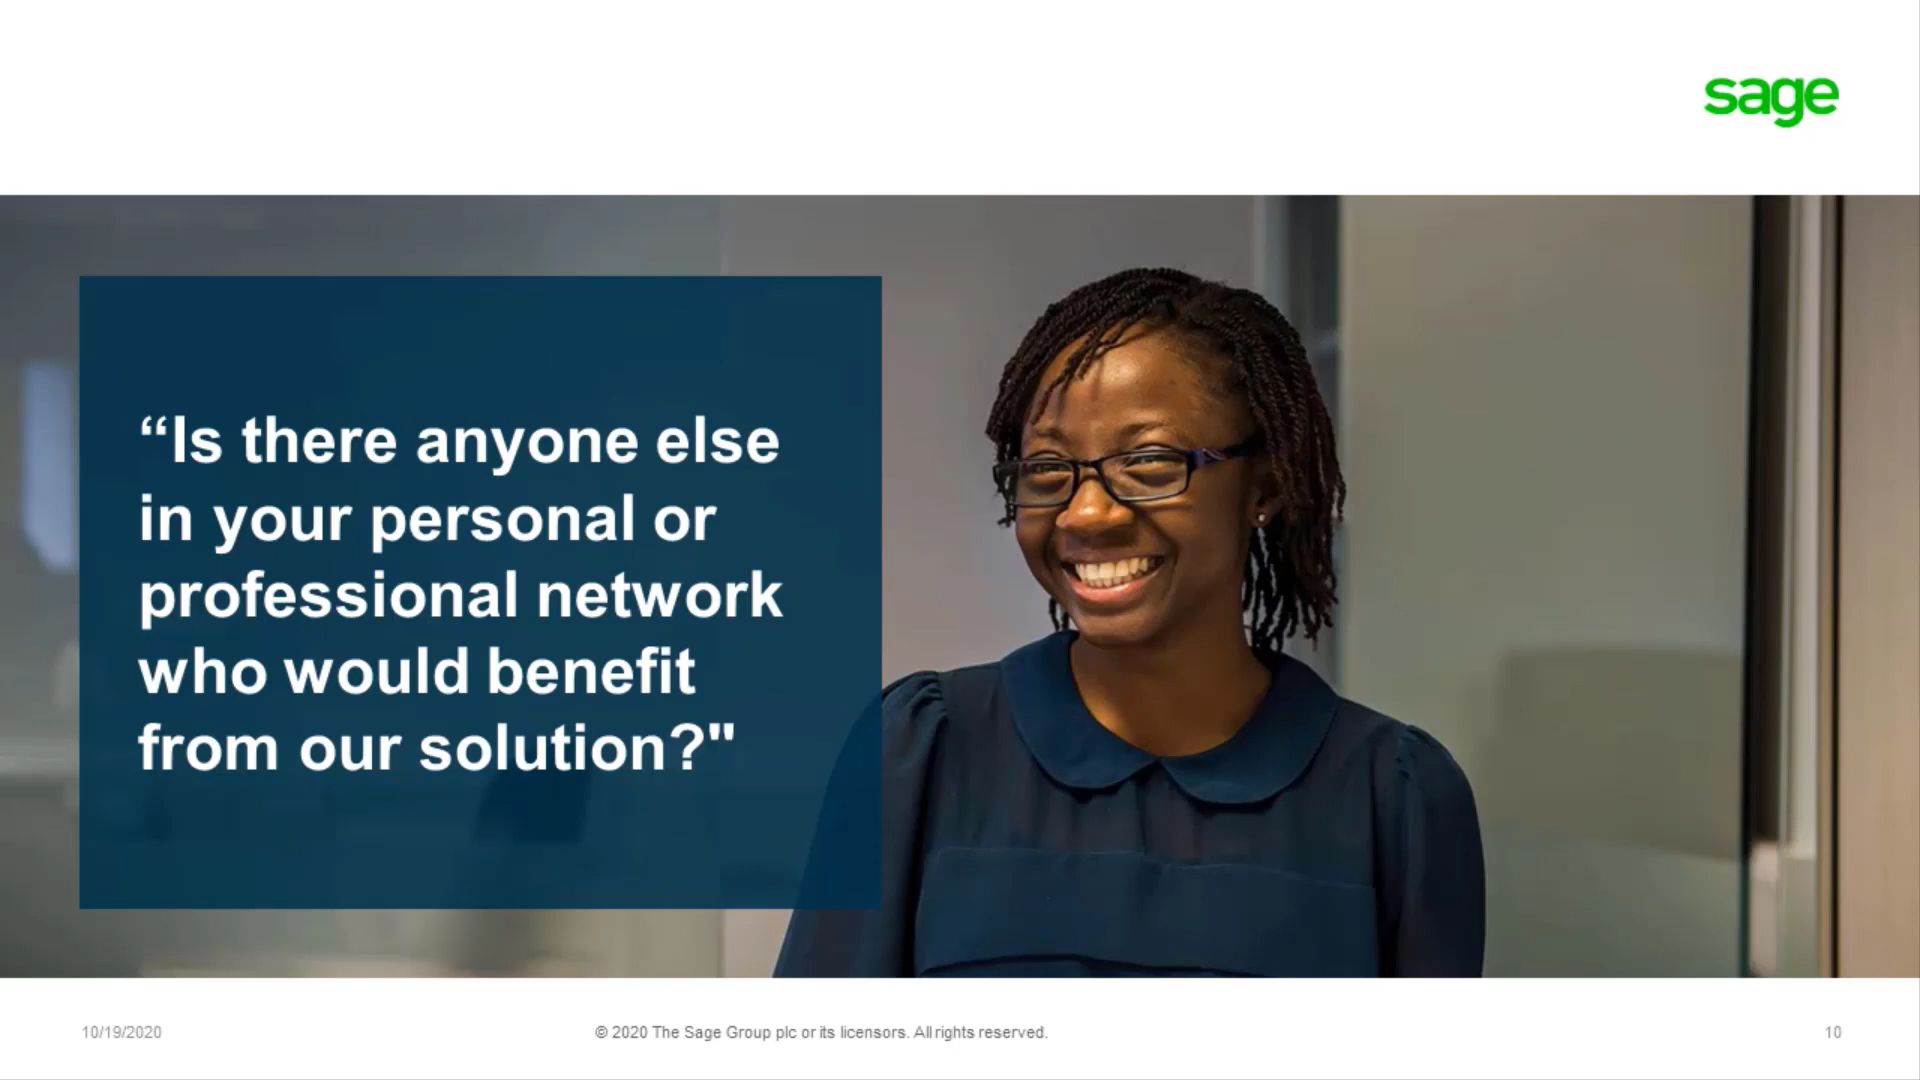 sage
“Is there anyone else
in your personal or
professional network
who would benefit
from our solution?"
10/19/2020
© 2020 The Sage Group plc or its licensors. All rights reserved.
10